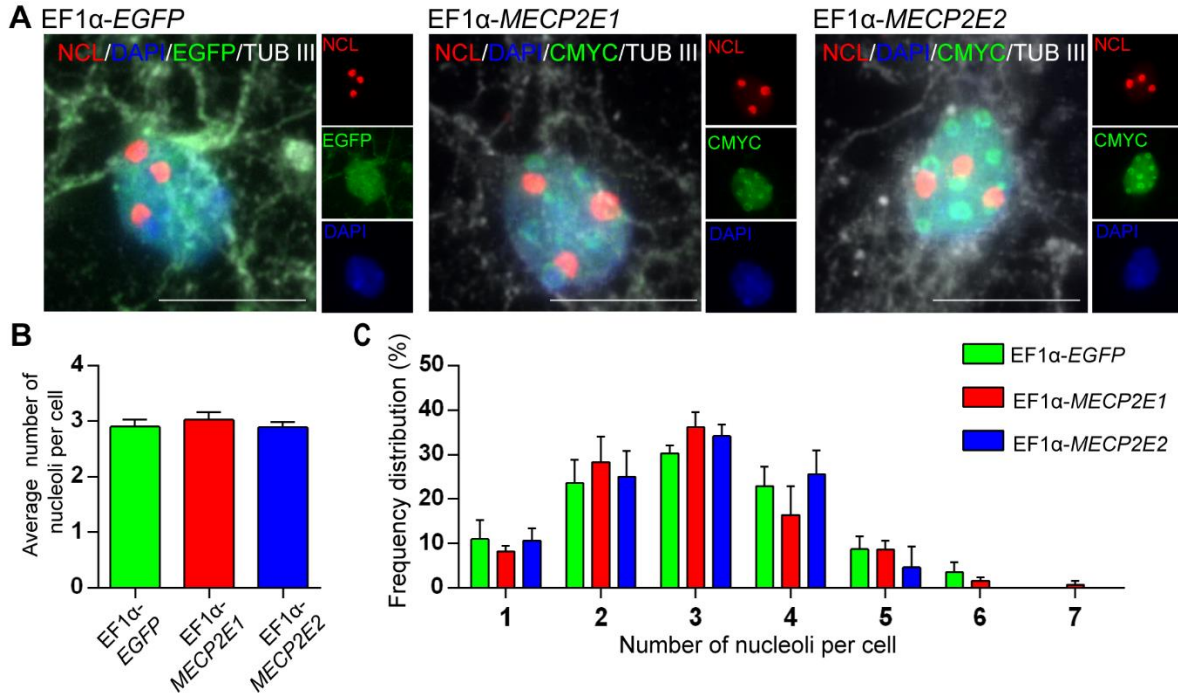 A
EF1α-EGFP
EF1α-MECP2E1
EF1α-MECP2E2
NCL/DAPI/EGFP/TUB III
NCL
EGFP
DAPI
NCL/DAPI/CMYC/TUB III
NCL
CMYC
DAPI
NCL/DAPI/CMYC/TUB III
NCL
CMYC
DAPI
B
Average number of
nucleoli per cell
4
3
2
1
0
EF1α-
EGFP
EF1α-
MECP2E1
EF1α-
MECP2E2
C
Frequency distribution (%)
50
40
30
20
10
0
1 2 3 4 5 6 7
Number of nucleoli per cell
EF1α-EGFP
EF1α-MECP2E1
EF1α-MECP2E2